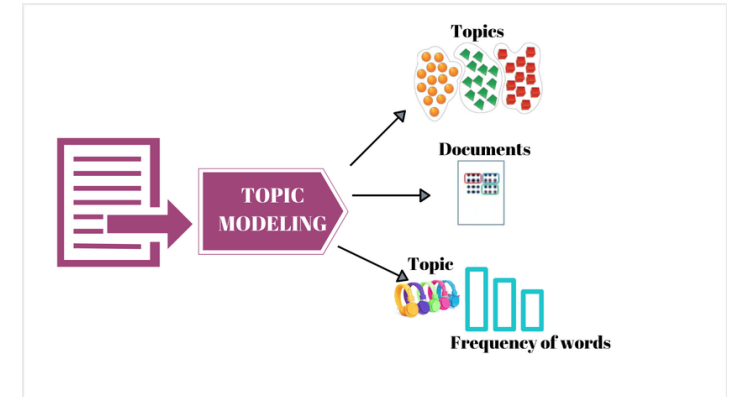 Topics
Documents
TOPIC
MODELING
Topic
Frequency of words